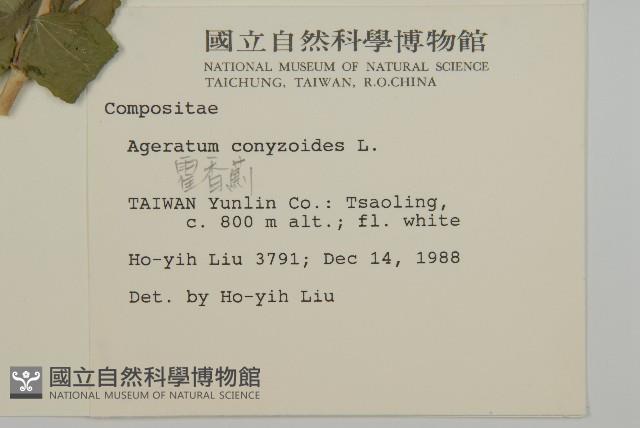 國立自然科學博物館
NATIONAL MUSEUM OF NATURAL SCIENCE
TAICHUNG, TAIWAN, R.O.CHINA
Compositae
Ageratum conyzoides L.
霍香薊
TAIWAN Yunlin Co.: Tsaoling,
c. 800 m alt.; fl. white
Ho-yih Liu 3791; Dec 14, 1988
Det. by Ho-yih Liu
國立自然科學博物館
NATIONAL MUSEUM OF NATURAL SCIENCE